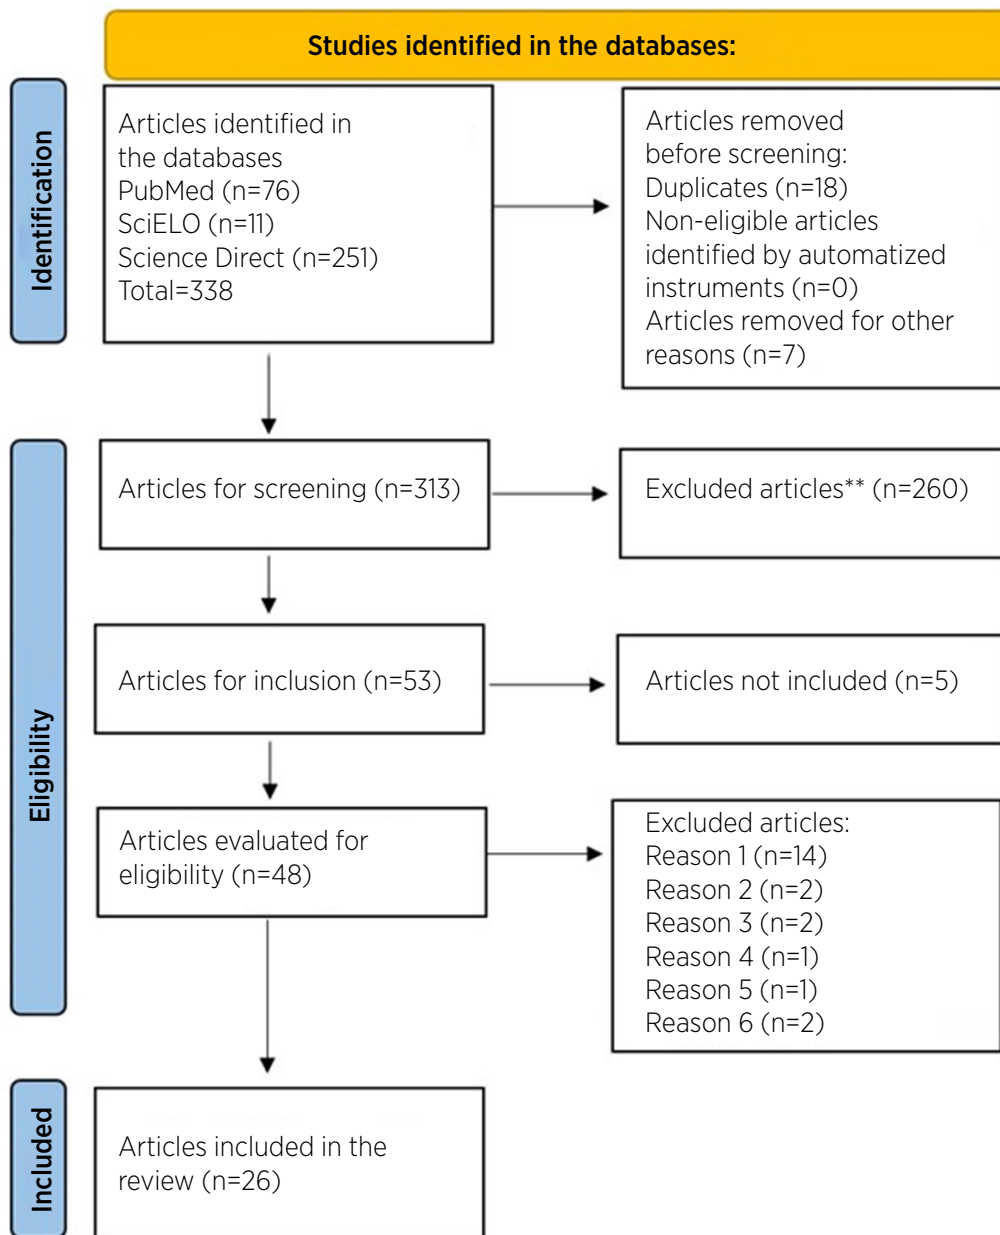 Studies identified in the databases:
Identification
Articles identified in
the databases
PubMed (n=76)
SciELO (n=11)
Science Direct (n=251)
Total=338
Articles removed
before screening:
Duplicates (n=18)
Non-eligible articles
identified by automatized
instruments (n=0)
Articles removed for other
reasons (n=7)
Eligibility
Articles for screening (n=313)
Excluded articles** (n=260)
Articles for inclusion (n=53)
Articles not included (n=5)
Articles evaluated for
eligibility (n=48)
Excluded articles:
Reason 1 (n=14)
Reason 2 (n=2)
Reason 3 (n=2)
Reason 4 (n=1)
Reason 5 (n=1)
Reason 6 (n=2)
Included
Articles included in the
review (n=26)